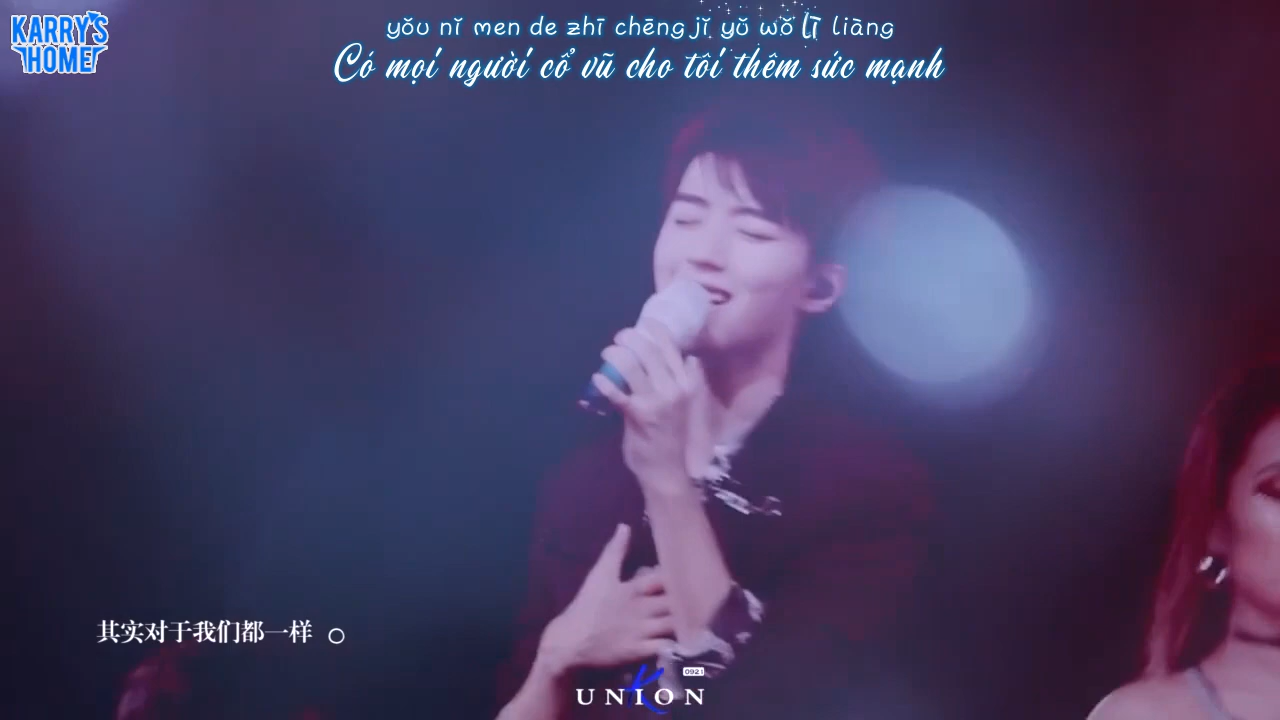 KARRY'S
HOME
yǒu nǐ men de zhī chēng jǐ yǔ wǒ lì liàng
Có mọi người cổ vũ cho tôi thêm sức mạnh
其实对于我们都一样 。
0921
K
UNION